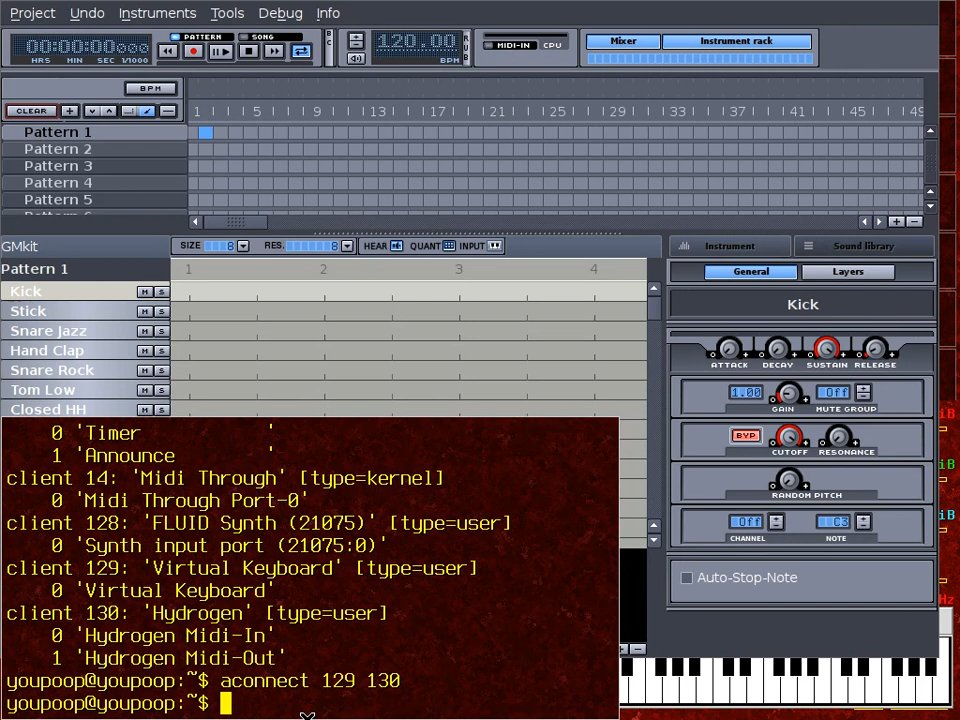 Project Undo Instruments Tools Debug Info
00:00:00000
HRS MIN SEC 1/1000
PATTERN SONG
BC
120.00
BPM
RUB
MIDI-IN CPU
Mixer Instrument rack
BPM
CLEAR
1 5 9 13 17 21 25 29 33 37 41 45 49
Pattern 1
Pattern 2
Pattern 3
Pattern 4
Pattern 5
GMkit
SIZE 8 RES. 8 HEAR QUANT INPUT
Pattern 1
1 2 3 4
Kick M S
Stick M S
Snare Jazz M S
Hand Clap M S
Snare Rock M S
Tom Low M S
Closed HH M S
Instrument Sound library
General Layers
Kick
ATTACK DECAY SUSTAIN RELEASE
1.00 Off
GAIN MUTE GROUP
BYP
CUTOFF RESONANCE
RANDOM PITCH
Off C3
CHANNEL NOTE
Auto-Stop-Note
0 'Timer '
1 'Announce '
client 14: 'Midi Through' [type=kernel]
0 'Midi Through Port-0'
client 128: 'FLUID Synth (21075)' [type=user]
0 'Synth input port (21075:0)'
client 129: 'Virtual Keyboard' [type=user]
0 'Virtual Keyboard'
client 130: 'Hydrogen' [type=user]
0 'Hydrogen Midi-In'
1 'Hydrogen Midi-Out'
youpoop@youpoop:~$ aconnect 129 130
youpoop@youpoop:~$
iB
iB
iB
Hz